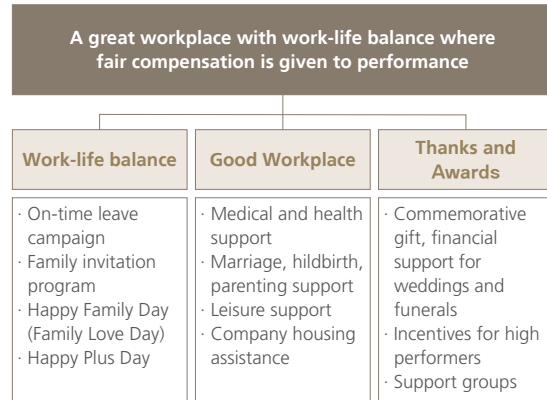 A great workplace with work-life balance where
fair compensation is given to performance
Work-life balance
· On-time leave
campaign
· Family invitation
program
· Happy Family Day
(Family Love Day)
· Happy Plus Day
Good Workplace
· Medical and health
support
· Marriage, hildbirth,
parenting support
· Leisure support
· Company housing
assistance
Thanks and
Awards
· Commemorative
gift, financial
support for
weddings and
funerals
· Incentives for high
performers
· Support groups